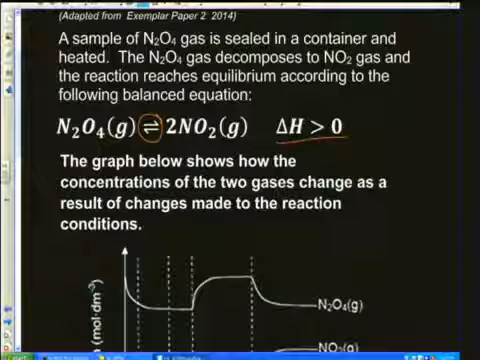 (Adapted from Exemplar Paper 2 2014)
A sample of N₂O₄ gas is sealed in a container and
heated. The N₂O₄ gas decomposes to NO₂ gas and
the reaction reaches equilibrium according to the
following balanced equation:
N₂O₄(g) ⇌ 2NO₂(g) ΔH > 0
The graph below shows how the
concentrations of the two gases change as a
result of changes made to the reaction
conditions.
(mol·dm⁻³)
N₂O₄(g)
NO₂(g)